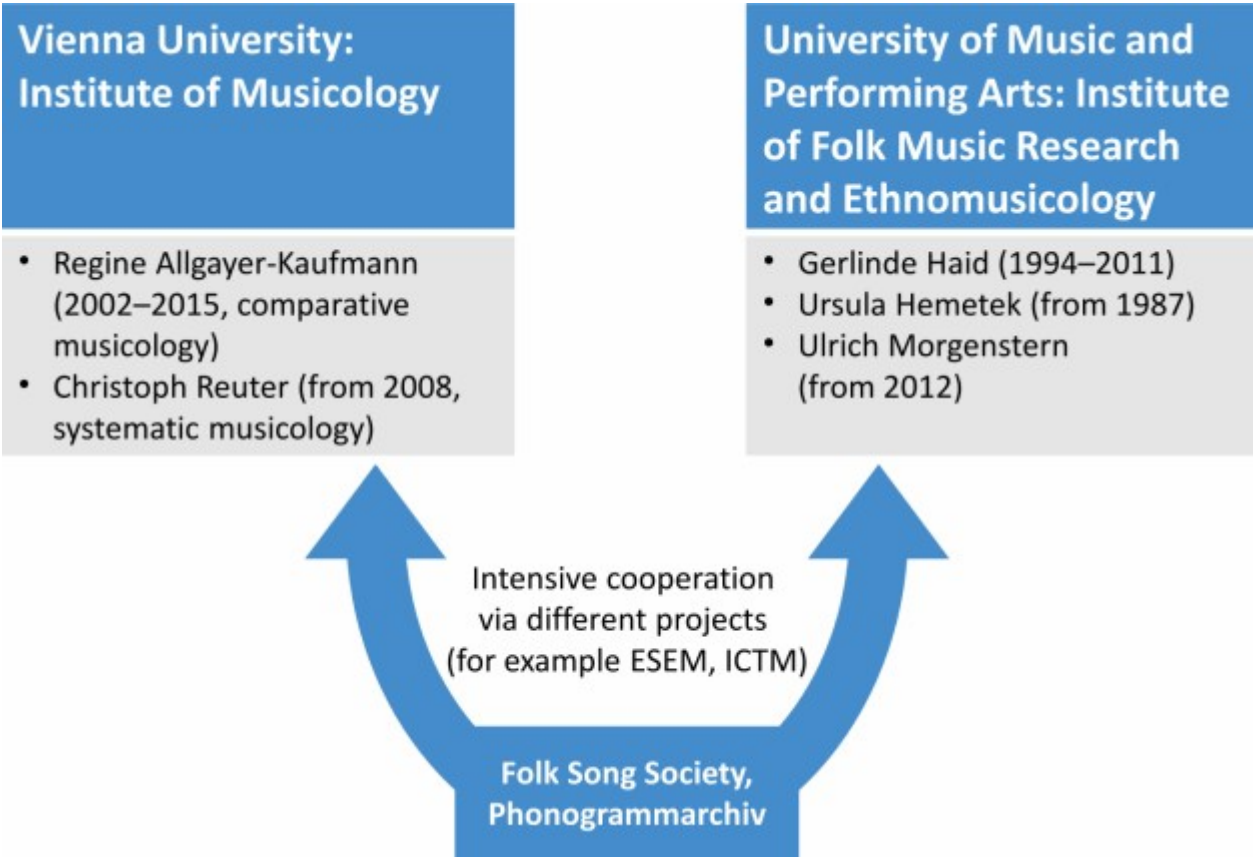 Vienna University:
Institute of Musicology
• Regine Allgayer-Kaufmann
(2002–2015, comparative
musicology)
• Christoph Reuter (from 2008,
systematic musicology)
University of Music and
Performing Arts: Institute
of Folk Music Research
and Ethnomusicology
• Gerlinde Haid (1994–2011)
• Ursula Hemetek (from 1987)
• Ulrich Morgenstern
(from 2012)
Intensive cooperation
via different projects
(for example ESEM, ICTM)
Folk Song Society,
Phonogrammarchiv